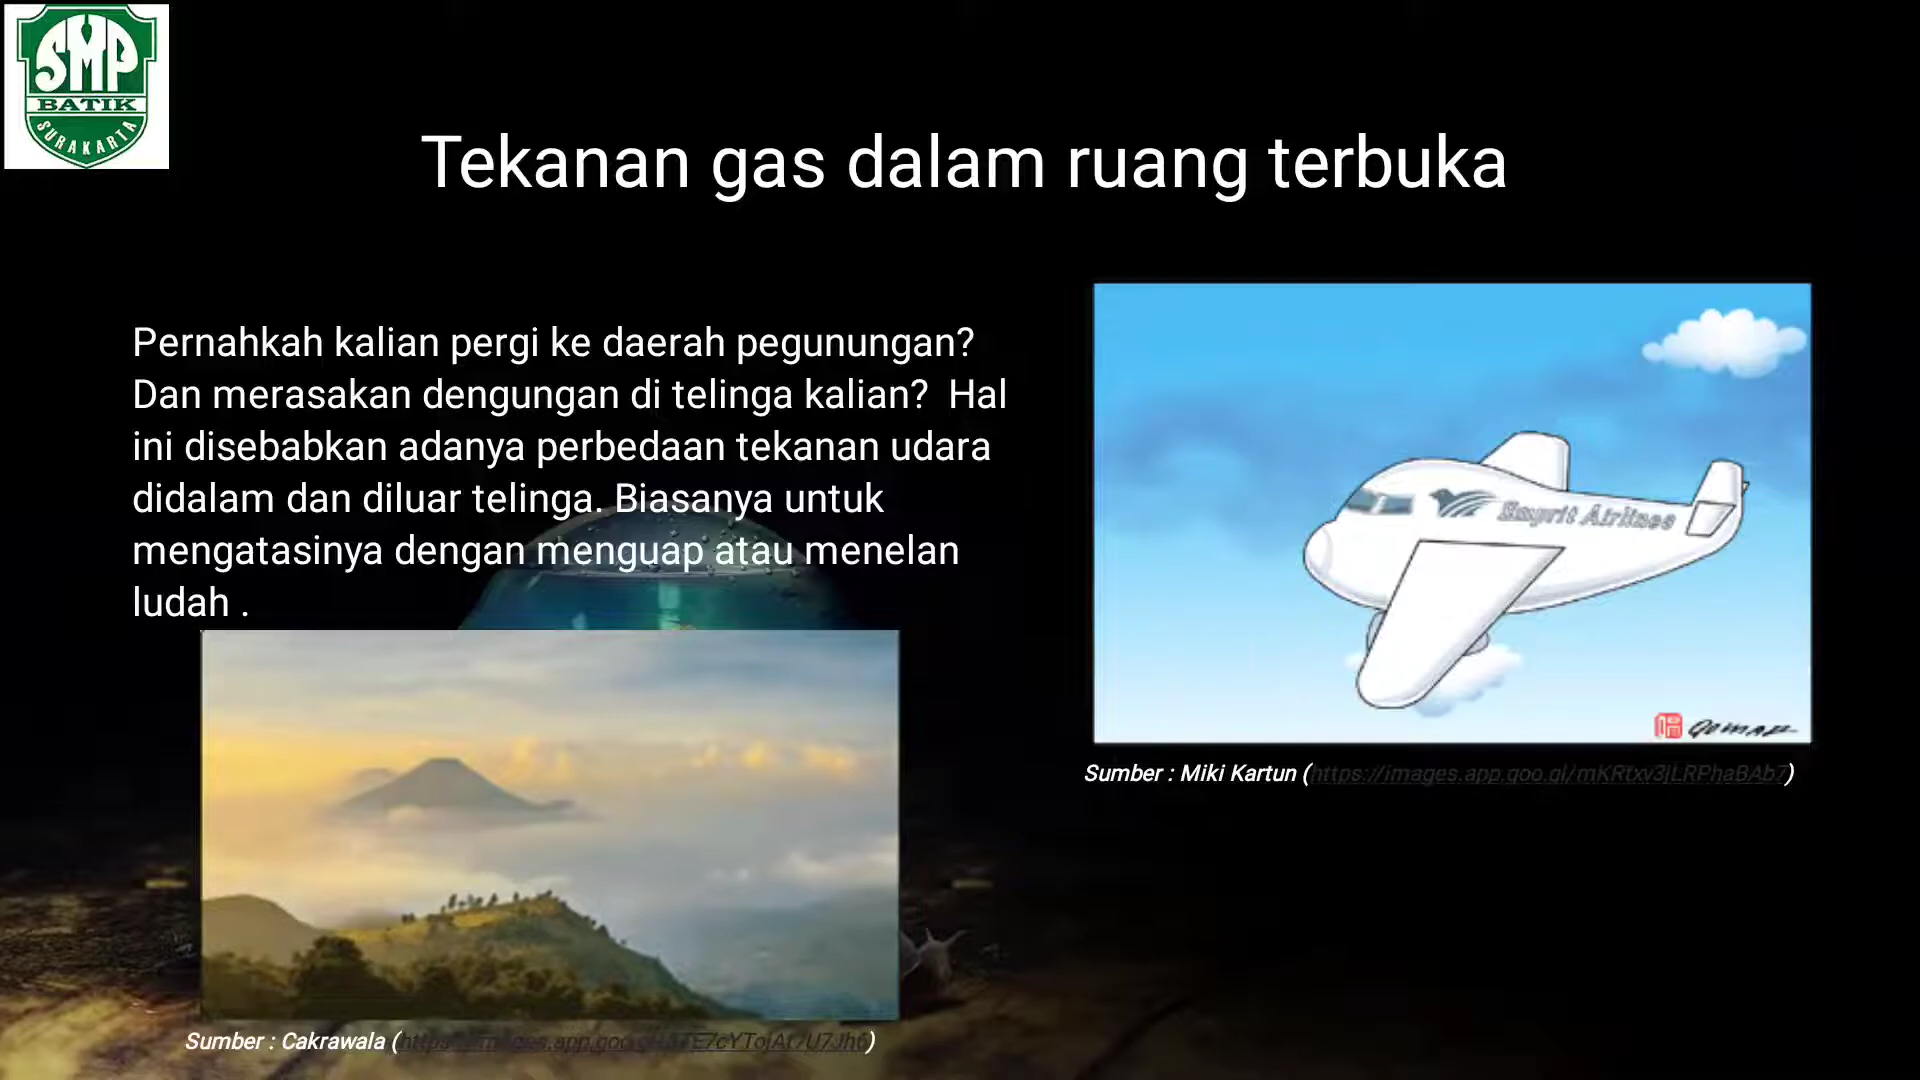 SMP
BATIK
SURAKARTA
Tekanan gas dalam ruang terbuka
Pernahkah kalian pergi ke daerah pegunungan?
Dan merasakan dengungan di telinga kalian? Hal
ini disebabkan adanya perbedaan tekanan udara
didalam dan diluar telinga. Biasanya untuk
mengatasinya dengan menguap atau menelan
ludah .
Emprit Airlines
Sumber : Miki Kartun (https://images.app.goo.gl/mKRtxv3jLRPhaBAb7)
Sumber : Cakrawala (